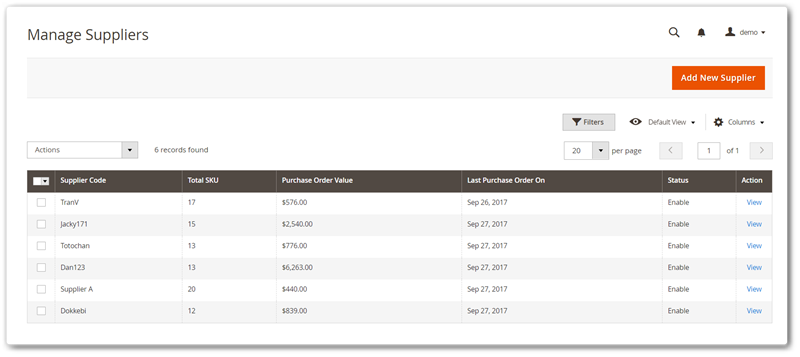 Manage Suppliers
demo
Add New Supplier
Filters Default View Columns
Actions 6 records found 20 per page 1 of 1
Supplier Code Total SKU Purchase Order Value Last Purchase Order On Status Action
TranV 17 $576.00 Sep 26, 2017 Enable View
Jacky171 15 $2,540.00 Sep 27, 2017 Enable View
Totochan 13 $776.00 Sep 27, 2017 Enable View
Dan123 13 $6,263.00 Sep 27, 2017 Enable View
Supplier A 20 $440.00 Sep 27, 2017 Enable View
Dokkebi 12 $839.00 Sep 27, 2017 Enable View